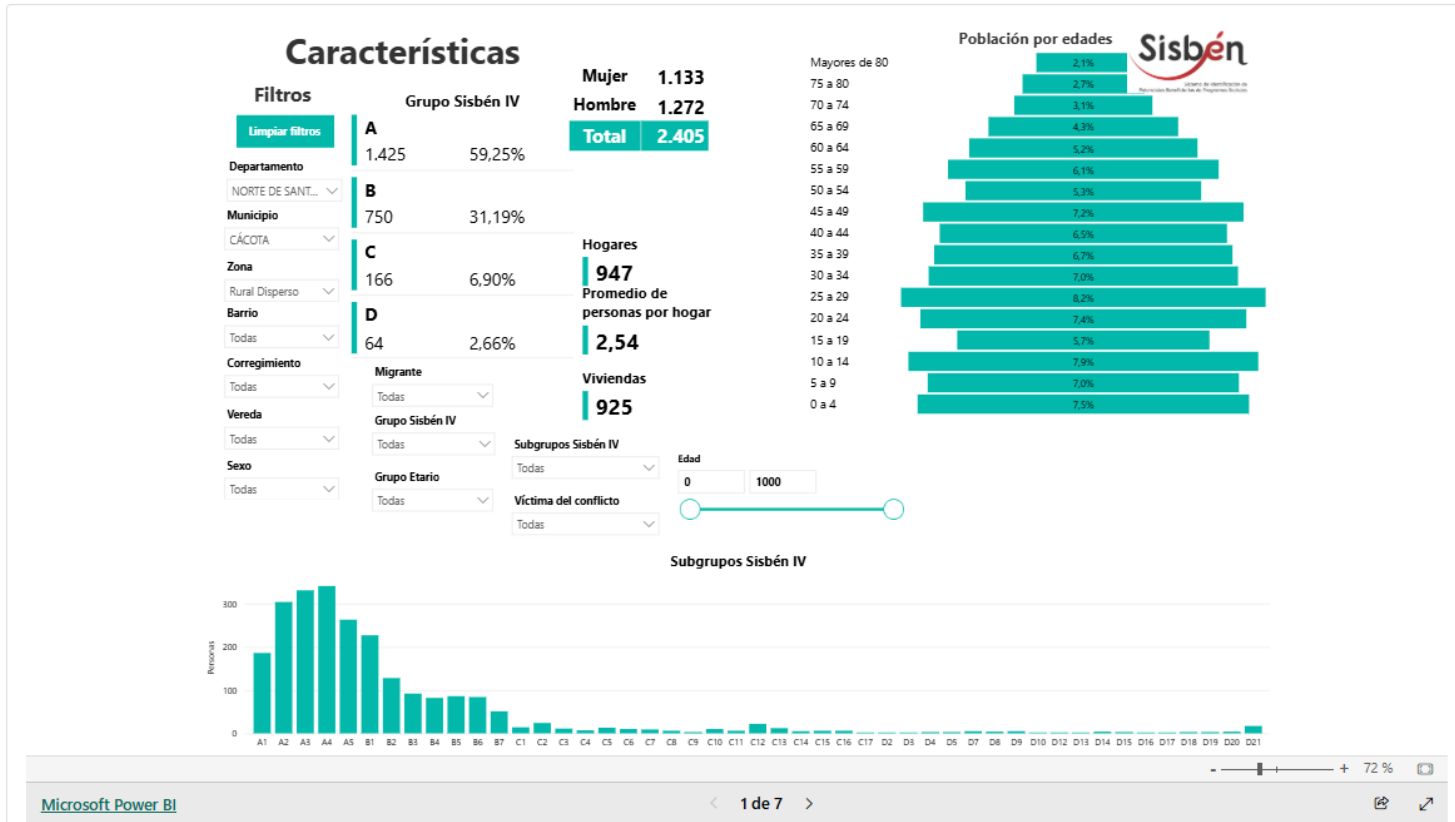 Características
Filtros
Limpiar filtros
Departamento
NORTE DE SANT...
Municipio
CÁCOTA
Zona
Rural Disperso
Barrio
Todas
Corregimiento
Todas
Vereda
Todas
Sexo
Todas
Grupo Sisbén IV
A
1.425 59,25%
B
750 31,19%
C
166 6,90%
D
64 2,66%
Migrante
Todas
Grupo Sisbén IV
Todas
Grupo Etario
Todas
Mujer 1.133
Hombre 1.272
Total 2.405
Hogares
947
Promedio de
personas por hogar
2,54
Viviendas
925
Subgrupos Sisbén IV
Todas
Víctima del conflicto
Todas
Edad
0 1000
Población por edades
Sisbén
Sistema de Identificación de
Potenciales Beneficiarios de Programas Sociales
Mayores de 80 2,1%
75 a 80 2,7%
70 a 74 3,1%
65 a 69 4,3%
60 a 64 5,2%
55 a 59 6,1%
50 a 54 5,3%
45 a 49 7,2%
40 a 44 6,5%
35 a 39 6,7%
30 a 34 7,0%
25 a 29 8,2%
20 a 24 7,4%
15 a 19 5,7%
10 a 14 7,9%
5 a 9 7,0%
0 a 4 7,5%
Subgrupos Sisbén IV
Personas
300
200
100
0
A1 A2 A3 A4 A5 B1 B2 B3 B4 B5 B6 B7 C1 C2 C3 C4 C5 C6 C7 C8 C9 C10 C11 C12 C13 C14 C15 C16 C17 D2 D3 D4 D5 D7 D8 D9 D10 D12 D13 D14 D15 D16 D17 D18 D19 D20 D21
- + 72 %
Microsoft Power BI
1 de 7